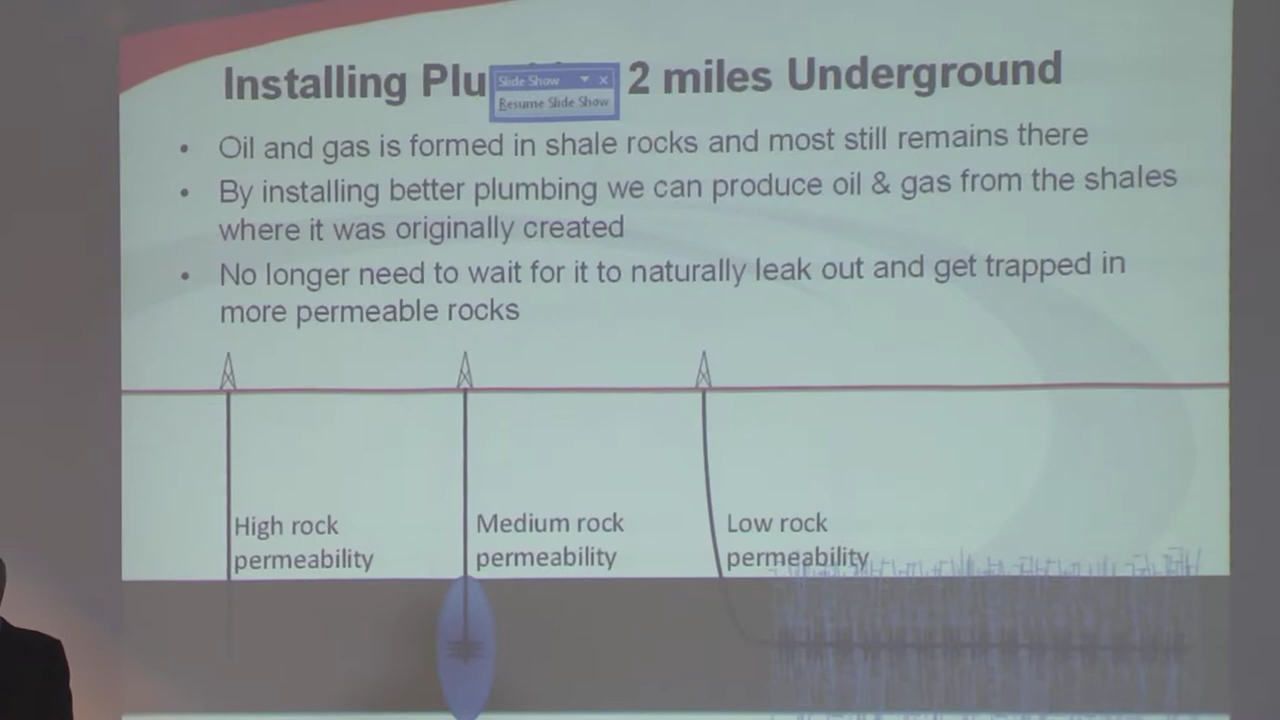 Installing Plu 2 miles Underground
Slide Show
Resume Slide Show
• Oil and gas is formed in shale rocks and most still remains there
• By installing better plumbing we can produce oil & gas from the shales
where it was originally created
• No longer need to wait for it to naturally leak out and get trapped in
more permeable rocks
High rock
permeability
Medium rock
permeability
Low rock
permeability